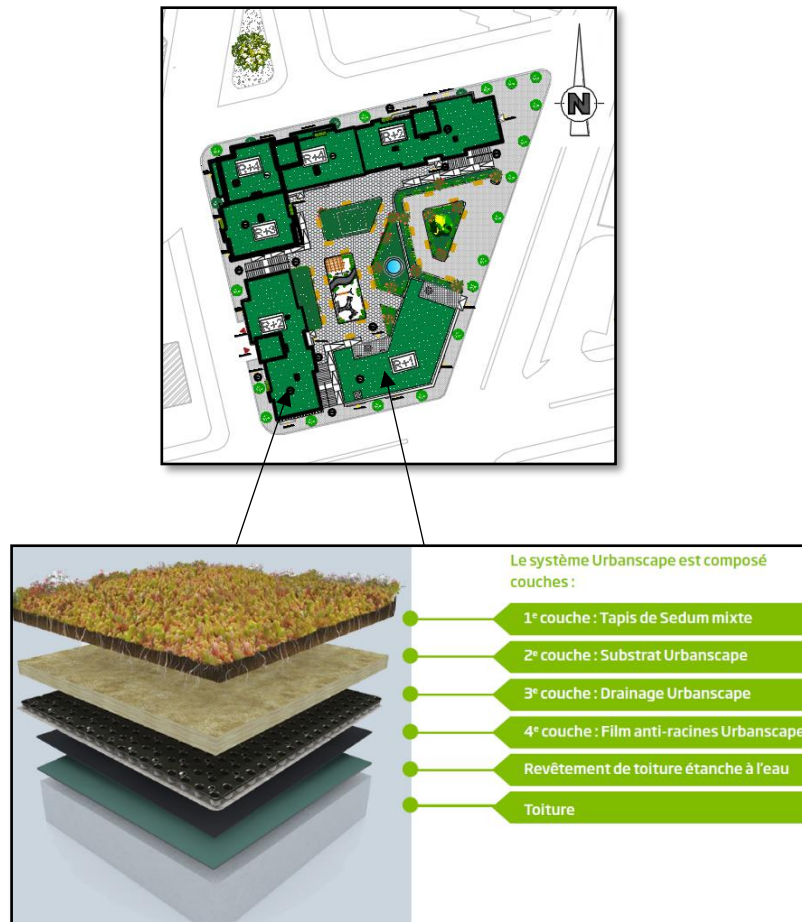 N
R+2
R+4
R+4
R+3
R+2
R+1
Le système Urbanscape est composé
couches :
1e couche : Tapis de Sedum mixte
2e couche : Substrat Urbanscape
3e couche : Drainage Urbanscape
4e couche : Film anti-racines Urbanscape
Revêtement de toiture étanche à l'eau
Toiture